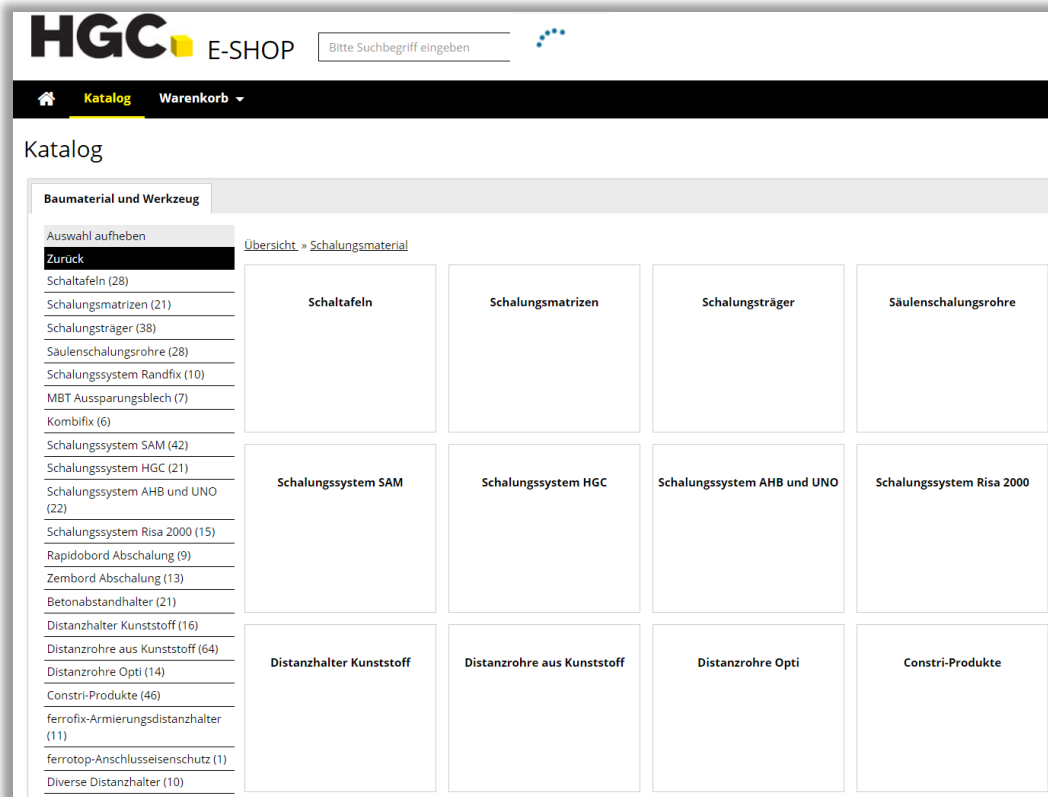 HGC E-SHOP Bitte Suchbegriff eingeben
Katalog Warenkorb
Katalog
Baumaterial und Werkzeug
Auswahl aufheben
Zurück
Schaltafeln (28)
Schalungsmatrizen (21)
Schalungsträger (38)
Säulenschalungsrohre (28)
Schalungssystem Randfix (10)
MBT Aussparungsblech (7)
Kombifix (6)
Schalungssystem SAM (42)
Schalungssystem HGC (21)
Schalungssystem AHB und UNO
(22)
Schalungssystem Risa 2000 (15)
Rapidobord Abschalung (9)
Zembord Abschalung (13)
Betonabstandhalter (21)
Distanzhalter Kunststoff (16)
Distanzrohre aus Kunststoff (64)
Distanzrohre Opti (14)
Constri-Produkte (46)
ferrofix-Armierungsdistanzhalter
(11)
ferrotop-Anschlusseisenschutz (1)
Diverse Distanzhalter (10)
Übersicht » Schalungsmaterial
Schaltafeln Schalungsmatrizen Schalungsträger Säulenschalungsrohre
Schalungssystem SAM Schalungssystem HGC Schalungssystem AHB und UNO Schalungssystem Risa 2000
Distanzhalter Kunststoff Distanzrohre aus Kunststoff Distanzrohre Opti Constri-Produkte